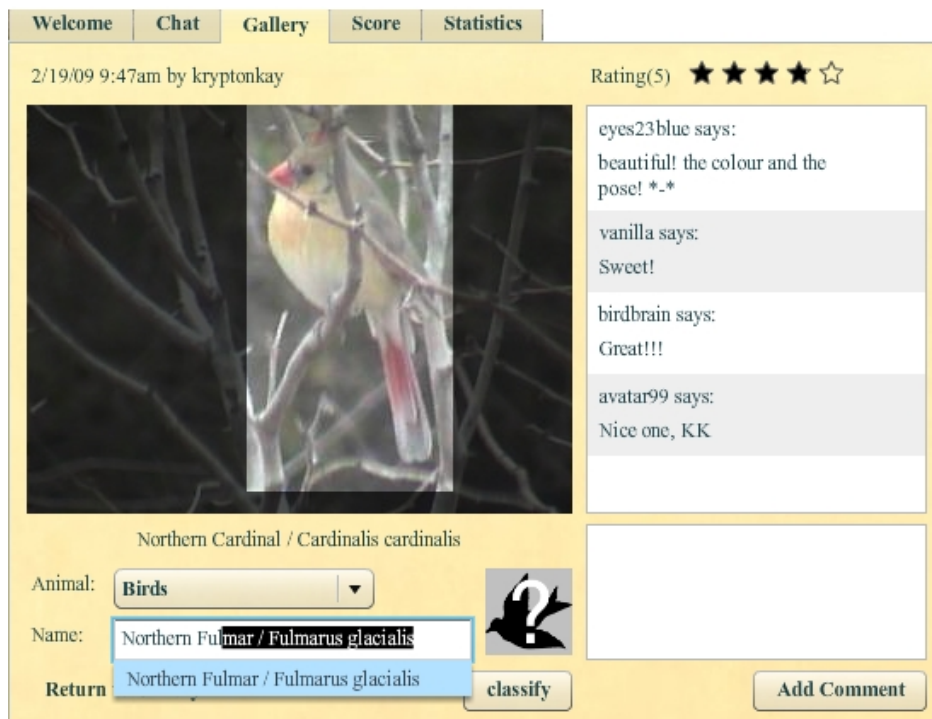 Welcome Chat Gallery Score Statistics
2/19/09 9:47am by kryptonkay
Rating(5)
eyes23blue says:
beautiful! the colour and the
pose! *-*
vanilla says:
Sweet!
birdbrain says:
Great!!!
avatar99 says:
Nice one, KK
Northern Cardinal / Cardinalis cardinalis
Animal: Birds
?
Name: Northern Fulmar / Fulmarus glacialis
Northern Fulmar / Fulmarus glacialis
Return
classify
Add Comment